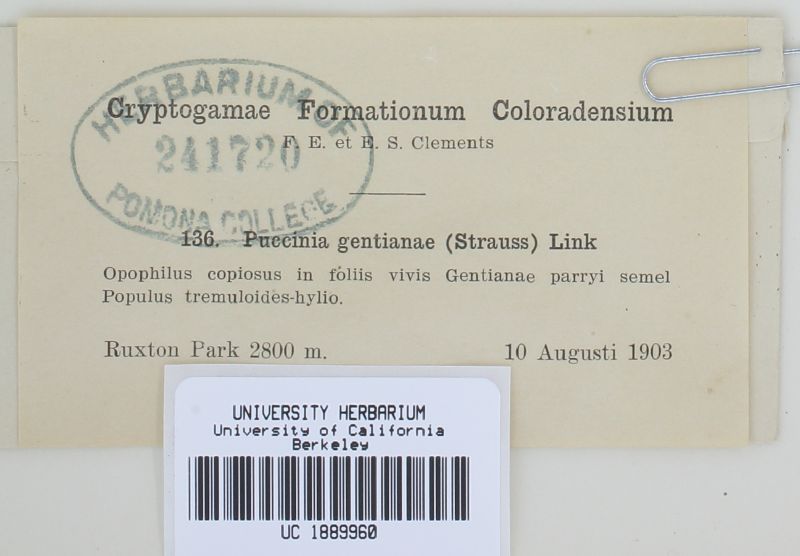 HERBARIUM OF
Cryptogamae Formationum Coloradensium
F. E. et E. S. Clements
241720
POMONA COLLEGE
136. Puccinia gentianae (Strauss) Link
Opophilus copiosus in foliis vivis Gentianae parryi semel
Populus tremuloides-hylio.
Ruxton Park 2800 m. 10 Augusti 1903
UNIVERSITY HERBARIUM
University of California
Berkeley
UC 1889960